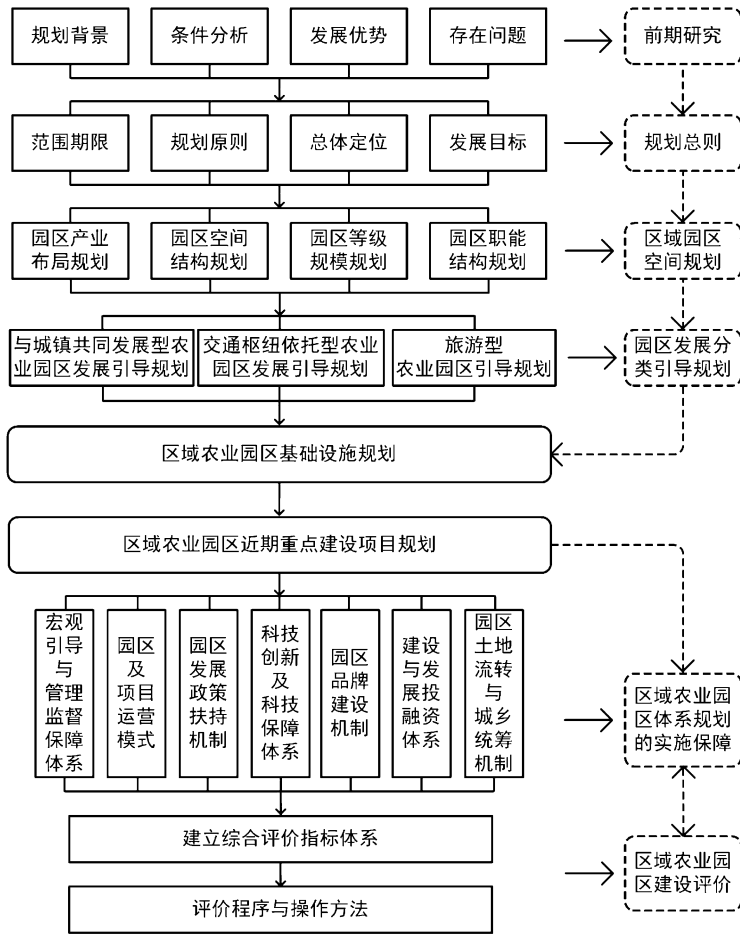 规划背景
条件分析
发展优势
存在问题
前期研究
范围期限
规划原则
总体定位
发展目标
规划总则
园区产业
布局规划
园区空间
结构规划
园区等级
规模规划
园区职能
结构规划
区域园区
空间规划
与城镇共同发展型农
业园区发展引导规划
交通枢纽依托型农业
园区发展引导规划
旅游型
农业园区引导规划
园区发展分
类引导规划
区域农业园区基础设施规划
区域农业园区近期重点建设项目规划
宏观
引导
与
管理
监督
保障
体系
园区
及
项目
运营
模式
园区
发展
政策
扶持
机制
科技
创新
及
科技
保障
体系
园区
品牌
建设
机制
建设
与发
展投
融资
体系
园区
土地
流转
与
城乡
统筹
机制
区域农业园
区体系规划
的实施保障
建立综合评价指标体系
评价程序与操作方法
区域农业园
区建设评价